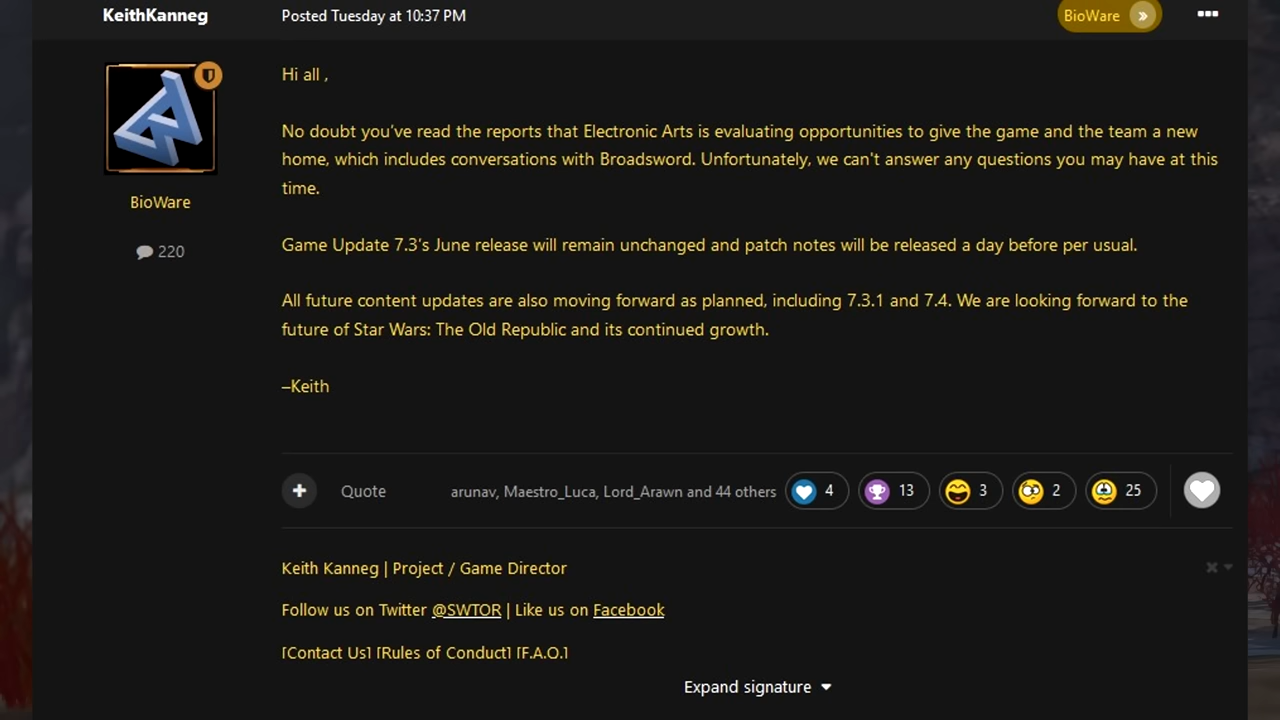 KeithKanneg
Posted Tuesday at 10:37 PM
BioWare »
BioWare
220
Hi all ,
No doubt you've read the reports that Electronic Arts is evaluating opportunities to give the game and the team a new
home, which includes conversations with Broadsword. Unfortunately, we can't answer any questions you may have at this
time.
Game Update 7.3's June release will remain unchanged and patch notes will be released a day before per usual.
All future content updates are also moving forward as planned, including 7.3.1 and 7.4. We are looking forward to the
future of Star Wars: The Old Republic and its continued growth.
–Keith
+ Quote
arunav, Maestro_Luca, Lord_Arawn and 44 others
4
13
3
2
25
Keith Kanneg | Project / Game Director
Follow us on Twitter @SWTOR | Like us on Facebook
[Contact Us] [Rules of Conduct] [F.A.Q.]
Expand signature